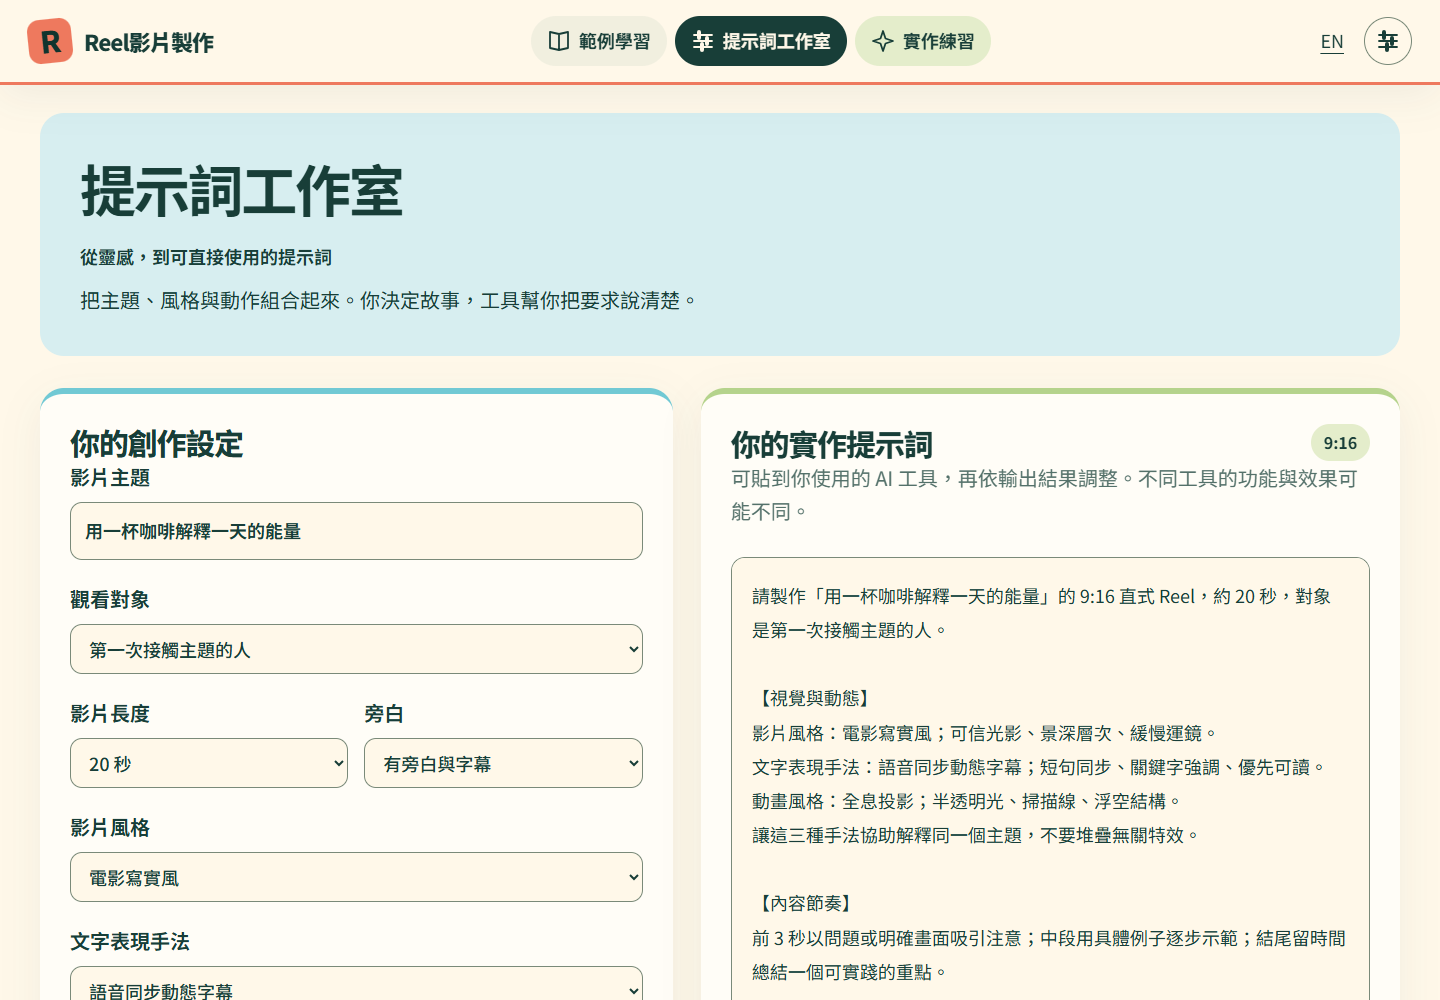 R Reel影片製作
範例學習
提示詞工作室
實作練習
EN
提示詞工作室
從靈感，到可直接使用的提示詞
把主題、風格與動作組合起來。你決定故事，工具幫你把要求說清楚。
你的創作設定
影片主題
用一杯咖啡解釋一天的能量
觀看對象
第一次接觸主題的人
影片長度
旁白
20 秒
有旁白與字幕
影片風格
電影寫實風
文字表現手法
語音同步動態字幕
你的實作提示詞
9:16
可貼到你使用的 AI 工具，再依輸出結果調整。不同工具的功能與效果可
能不同。
請製作「用一杯咖啡解釋一天的能量」的 9:16 直式 Reel，約 20 秒，對象
是第一次接觸主題的人。
【視覺與動態】
影片風格：電影寫實風；可信光影、景深層次、緩慢運鏡。
文字表現手法：語音同步動態字幕；短句同步、關鍵字強調、優先可讀。
動畫風格：全息投影；半透明光、掃描線、浮空結構。
讓這三種手法協助解釋同一個主題，不要堆疊無關特效。
【內容節奏】
前 3 秒以問題或明確畫面吸引注意；中段用具體例子逐步示範；結尾留時間
總結一個可實踐的重點。